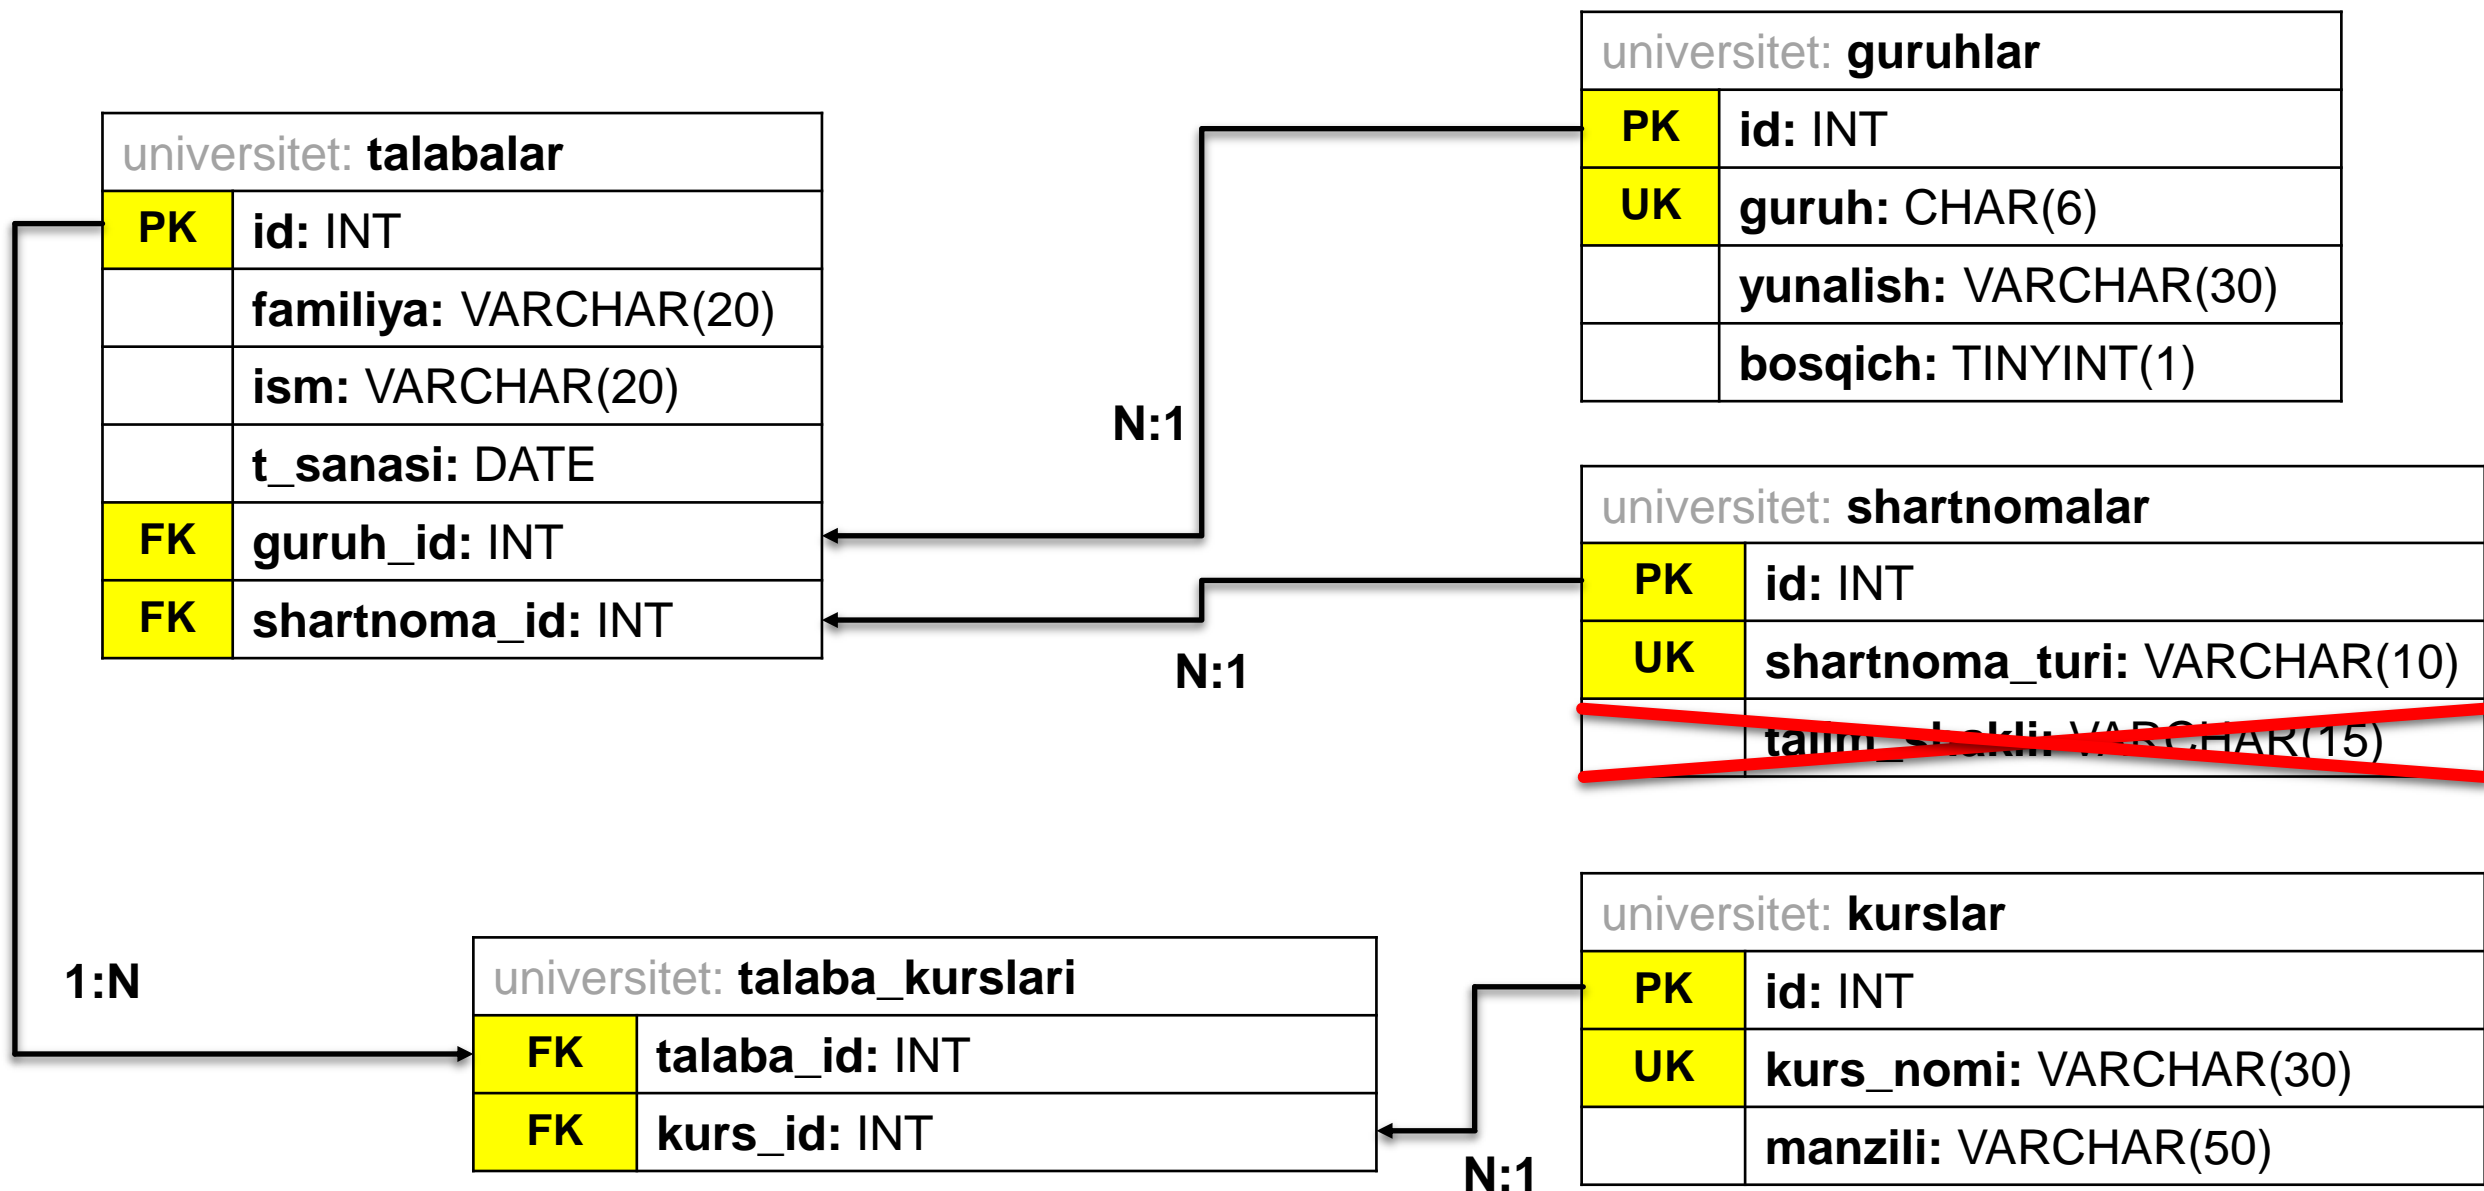 universitet: talabalar
PK id: INT
familiya: VARCHAR(20)
ism: VARCHAR(20)
t_sanasi: DATE
FK guruh_id: INT
FK shartnoma_id: INT
universitet: guruhlar
PK id: INT
UK guruh: CHAR(6)
yunalish: VARCHAR(30)
bosqich: TINYINT(1)
N:1
universitet: shartnomalar
PK id: INT
UK shartnoma_turi: VARCHAR(10)
talim_shakli: VARCHAR(15)
N:1
1:N
universitet: talaba_kurslari
FK talaba_id: INT
FK kurs_id: INT
universitet: kurslar
PK id: INT
UK kurs_nomi: VARCHAR(30)
manzili: VARCHAR(50)
N:1